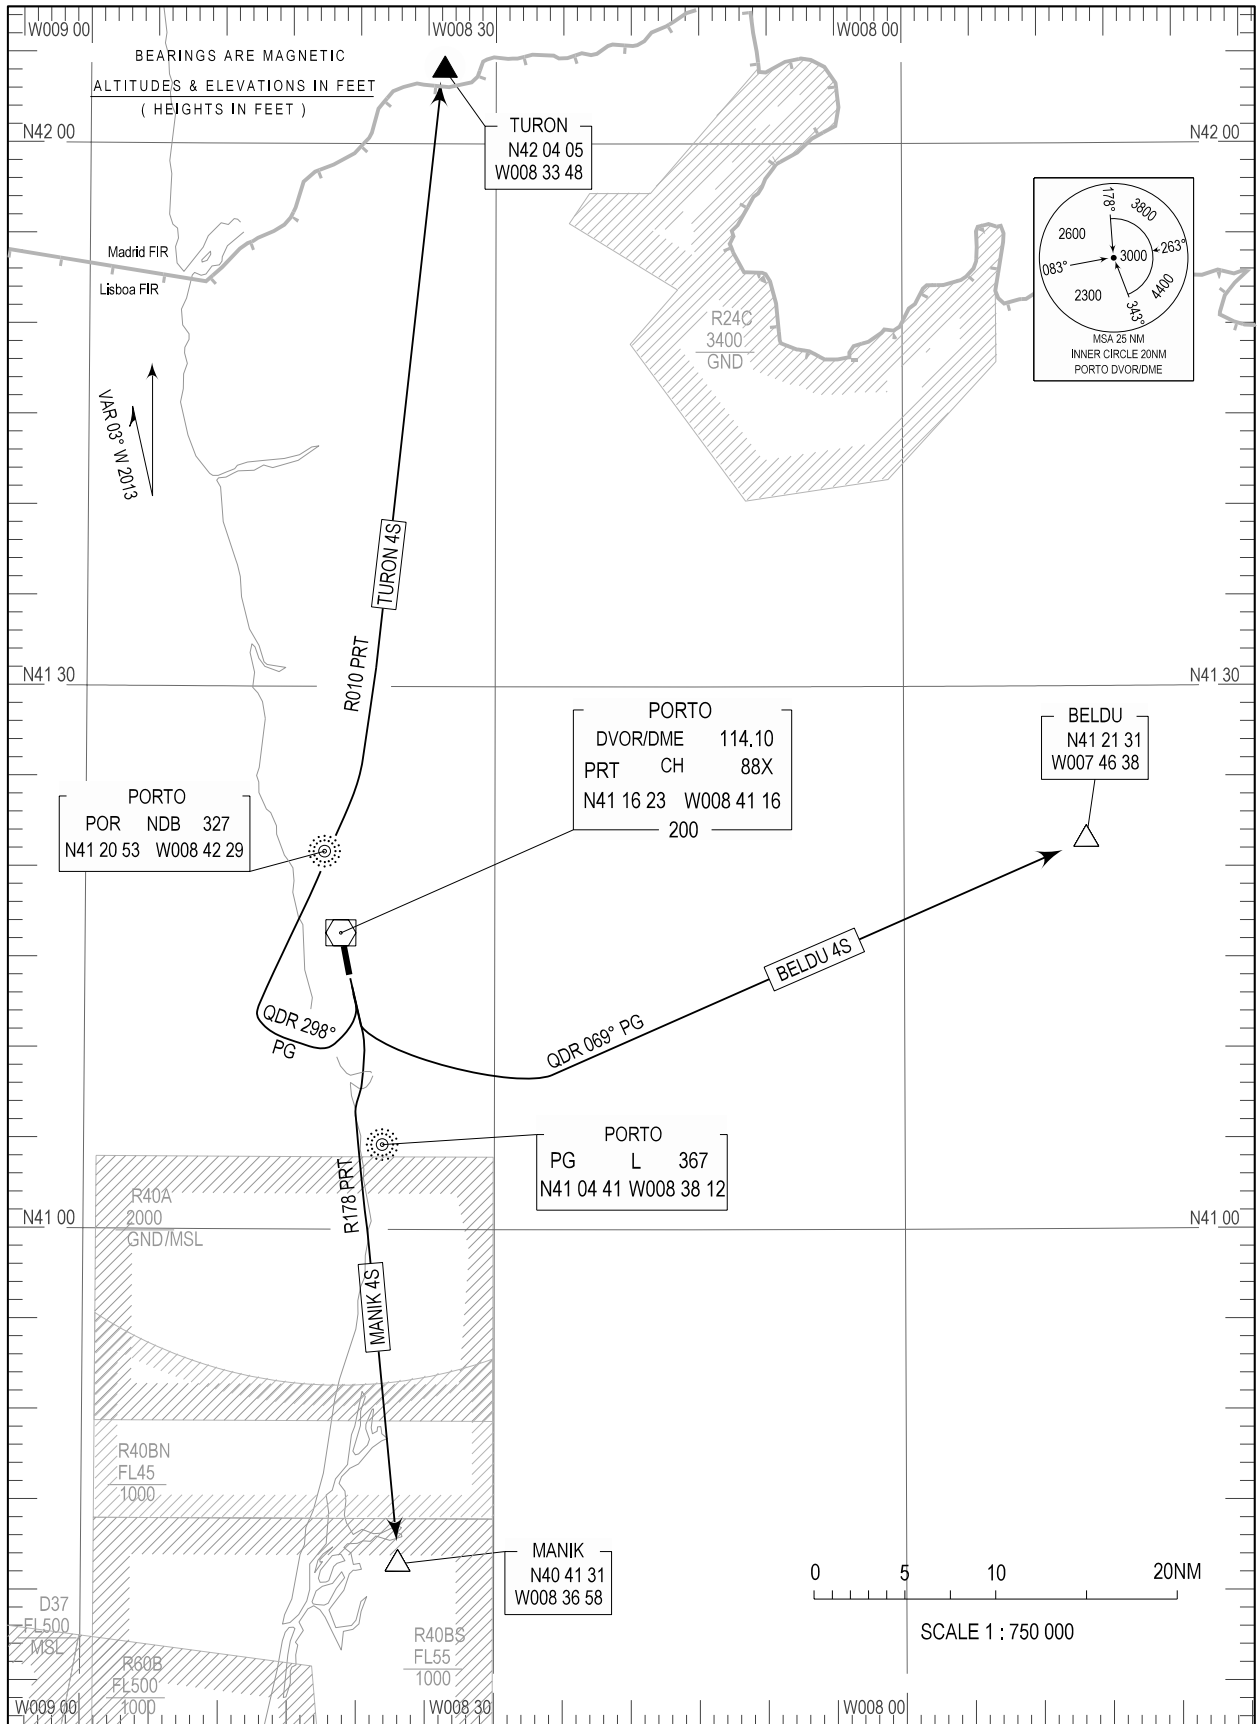 W009 00
W008 30
W008 00
BEARINGS ARE MAGNETIC
ALTITUDES & ELEVATIONS IN FEET
( HEIGHTS IN FEET )
N42 00
N42 00
TURON
N42 04 05
W008 33 48
178°
3800
2600
263°
3000
083°
2300
4400
343°
MSA 25 NM
INNER CIRCLE 20NM
PORTO DVOR/DME
Madrid FIR
Lisboa FIR
R24C
3400
GND
VAR 03° W 2013
TURON 4S
R010 PRT
N41 30
N41 30
PORTO
DVOR/DME 114.10
PRT CH 88X
N41 16 23 W008 41 16
200
BELDU
N41 21 31
W007 46 38
PORTO
POR NDB 327
N41 20 53 W008 42 29
BELDU 4S
QDR 298°
PG
QDR 069° PG
PORTO
PG L 367
N41 04 41 W008 38 12
R178 PRT
R40A
2000
GND/MSL
N41 00
N41 00
MANIK 4S
R40BN
FL45
1000
MANIK
N40 41 31
W008 36 58
0 5 10 20NM
SCALE 1 : 750 000
D37
FL500
MSL
R60B
FL500
1000
R40BS
FL55
1000
W009 00
W008 30
W008 00